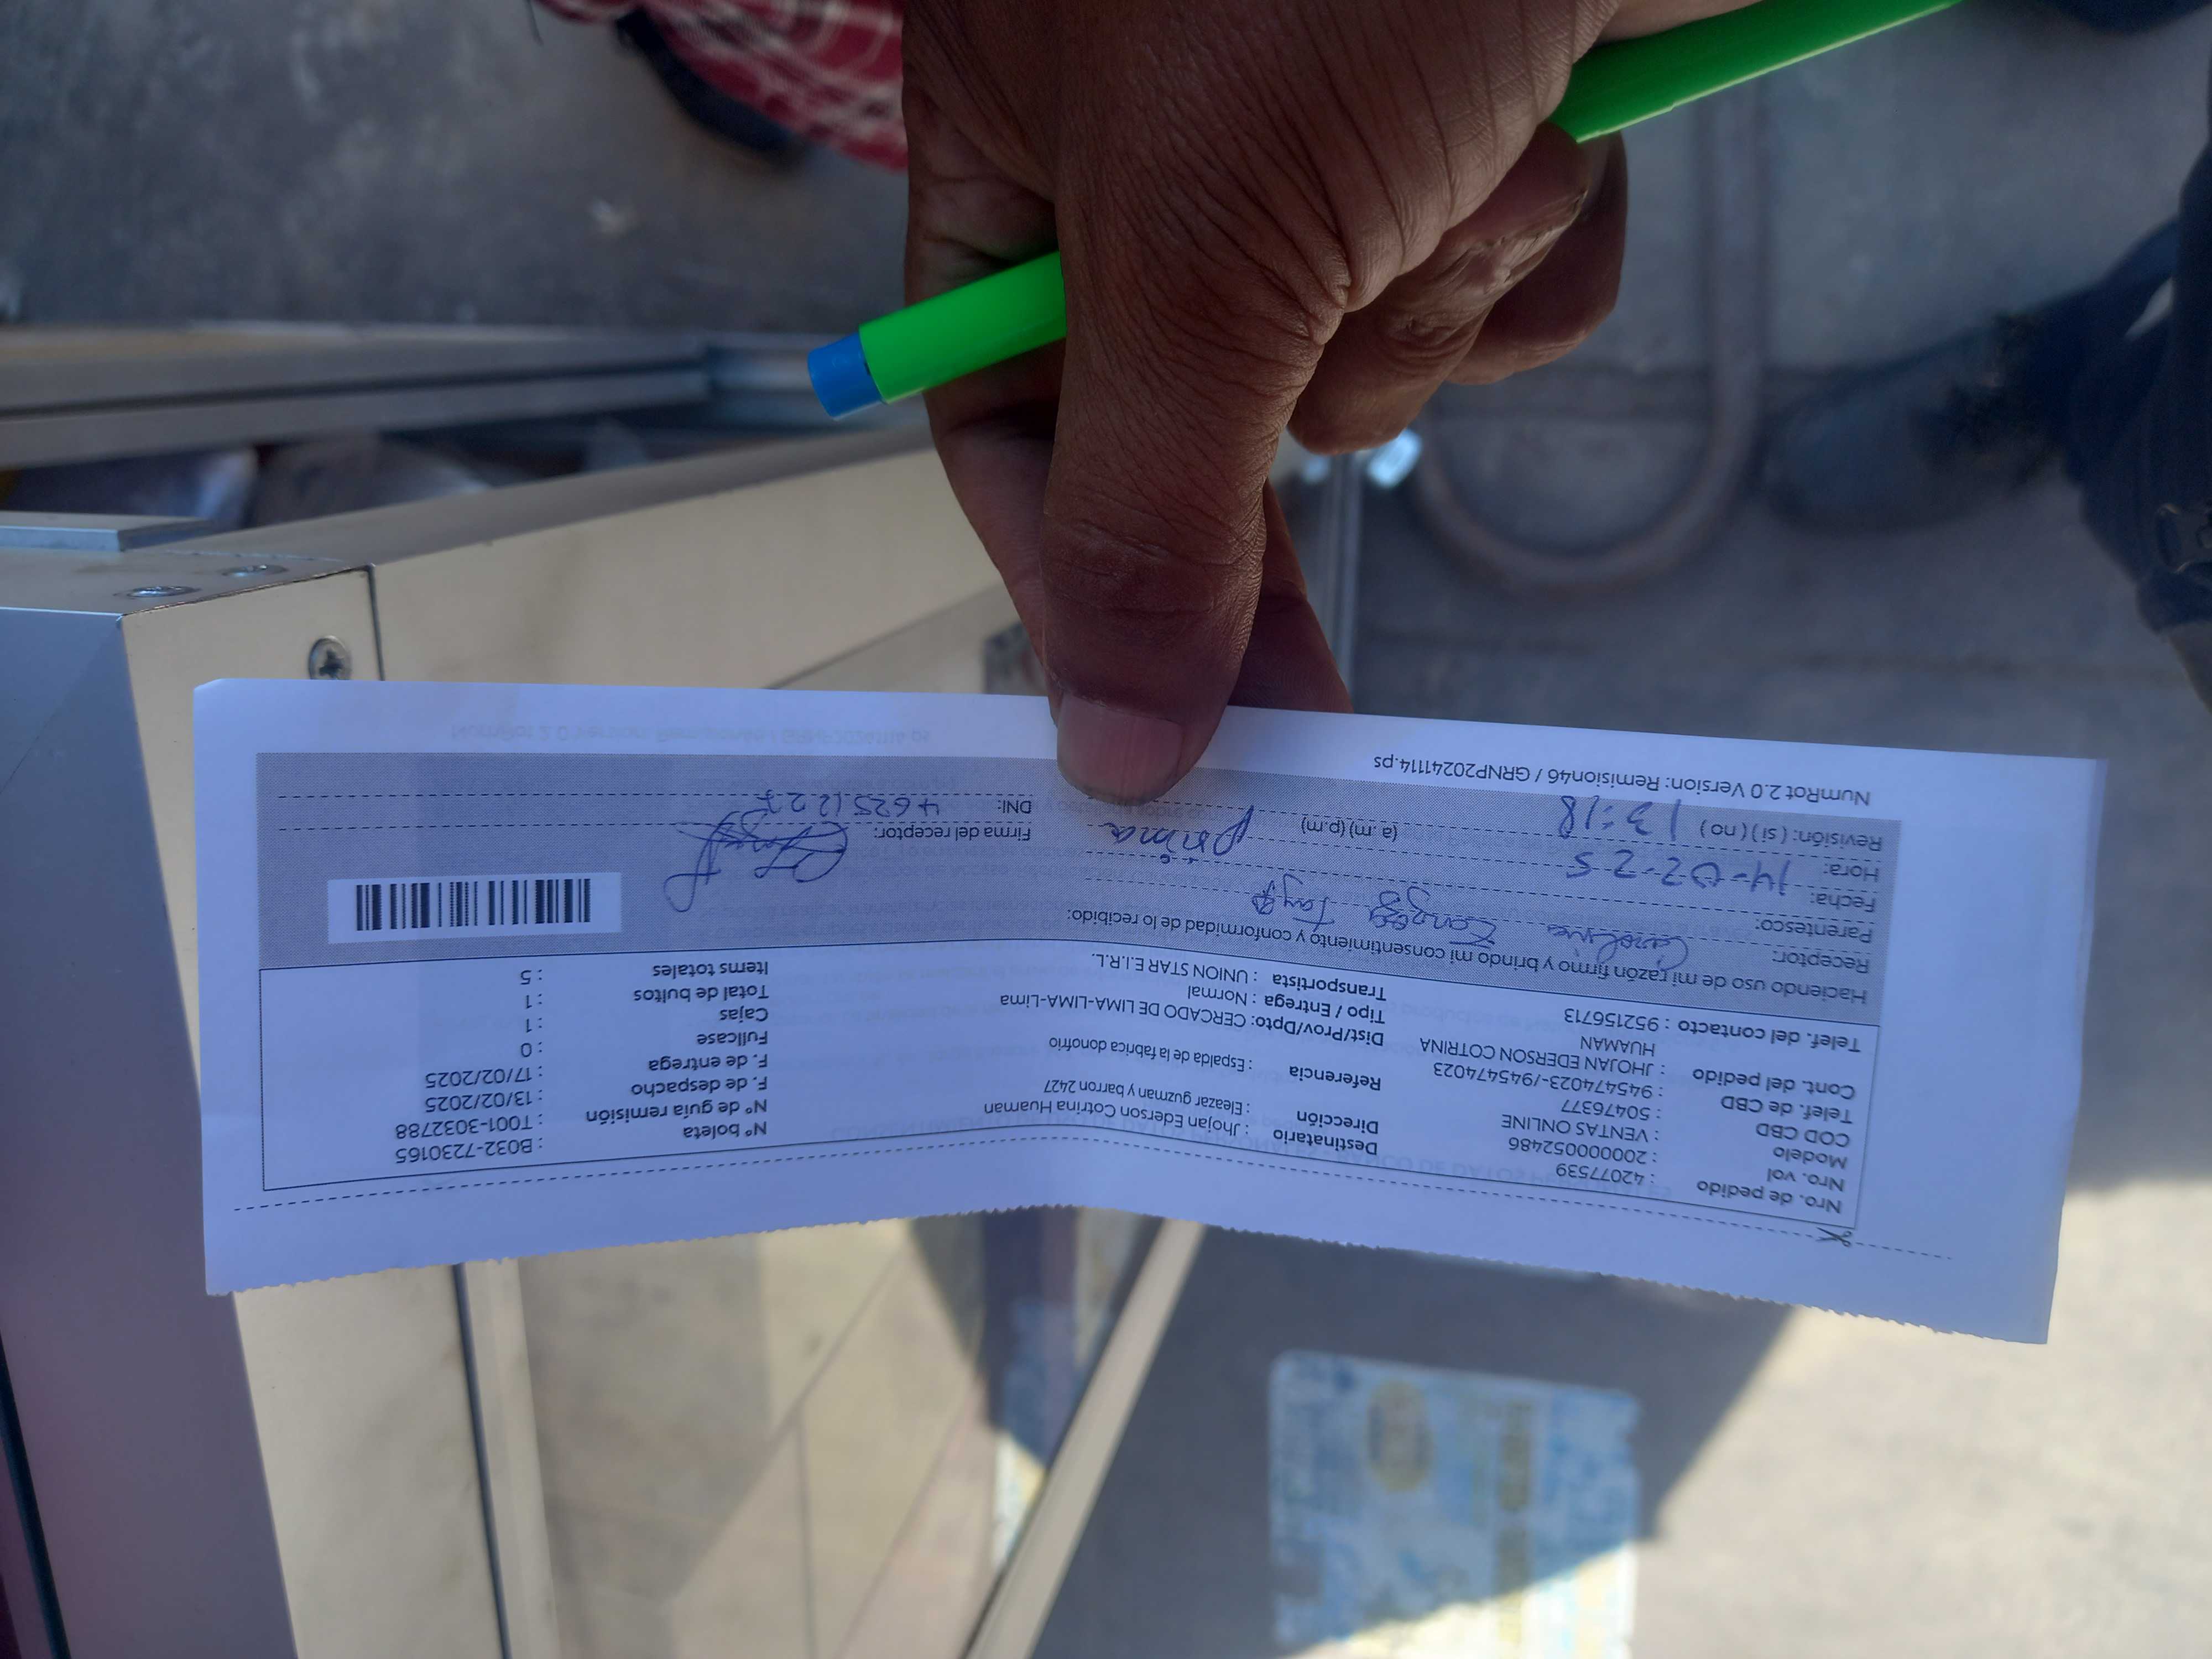 Nro. de pedido : 42077539
Nro. vol : 200000052486
Modelo : VENTAS ONLINE
COD CBD : 50476377
Telef. de CBD : 945474023-/945474023
Cont. del pedido : JHOJAN EDERSON COTRINA
HUAMAN
Telef. del contacto : 952156713
Destinatario : Jhojan Ederson Cotrina Huaman
Dirección : Eleazar guzman y barron 2427
Referencia : Espalda de la fabrica donofrio
Dist/Prov/Dpto: CERCADO DE LIMA-LIMA-Lima
Tipo / Entrega : Normal
Transportista : UNION STAR E.I.R.L.
Nº boleta : B032-7230165
Nº de guía remisión : T001-3032788
F. de despacho : 13/02/2025
F. de entrega : 17/02/2025
Fullcase : 0
Cajas : 1
Total de bultos : 1
Items totales : 5
Haciendo uso de mi razón firmo y brindo mi consentimiento y conformidad de lo recibido:
Receptor:
Parentesco: prima
Fecha: 14-02-25
Hora: 13:18 (a.m) (p.m)
Revisión: ( si ) ( no )
Firma del receptor:
DNI: 46251227
NumRot 2.0 Version: Remision46 / GRNP20241114.ps